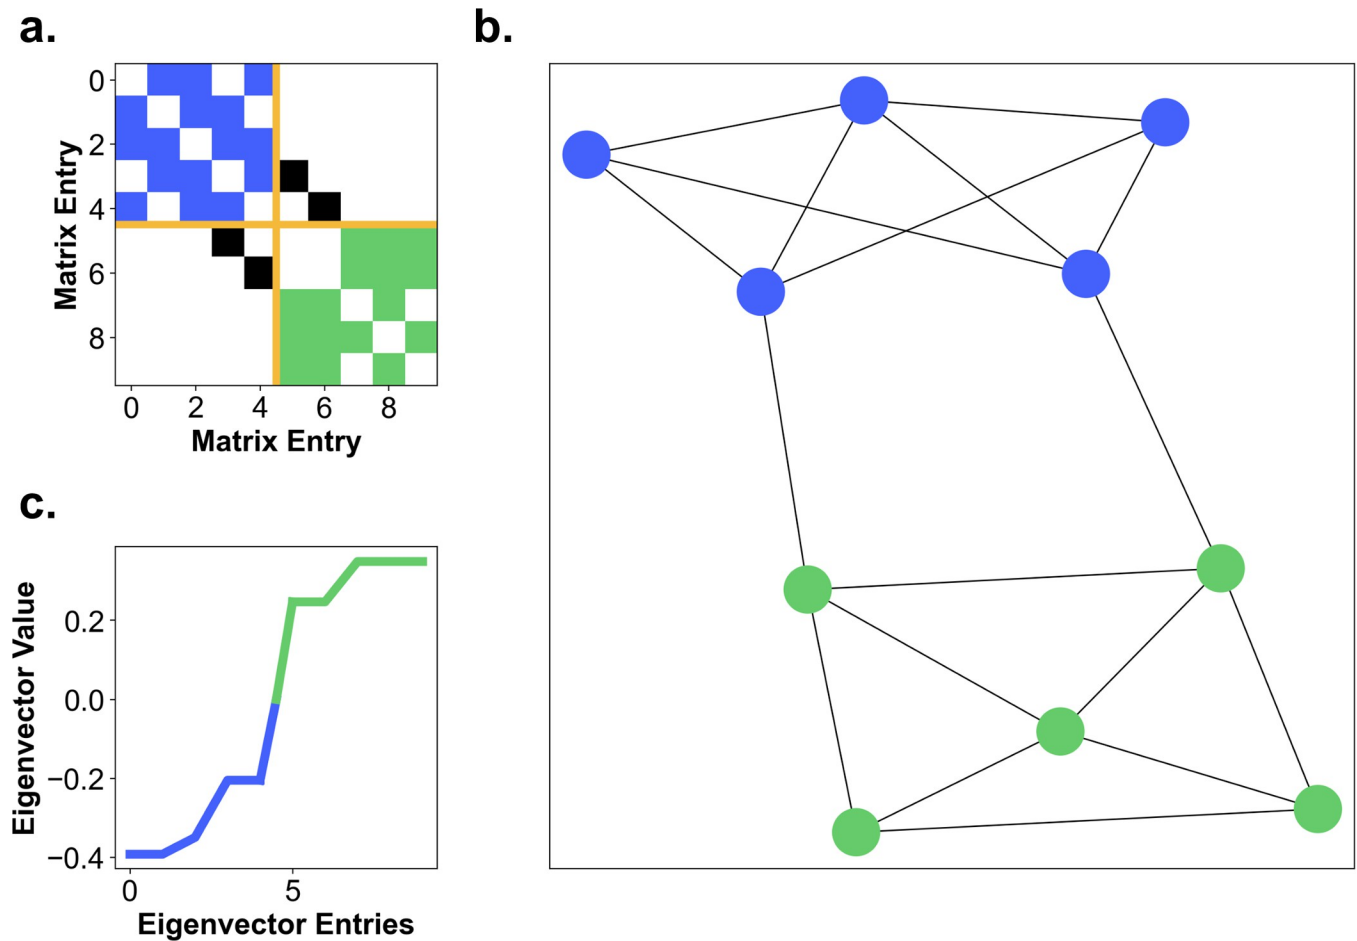 a.
b.
0
2
4
6
8
Matrix Entry
0 2 4 6 8
Matrix Entry
c.
0.2
0.0
−0.2
−0.4
Eigenvector Value
0 5
Eigenvector Entries